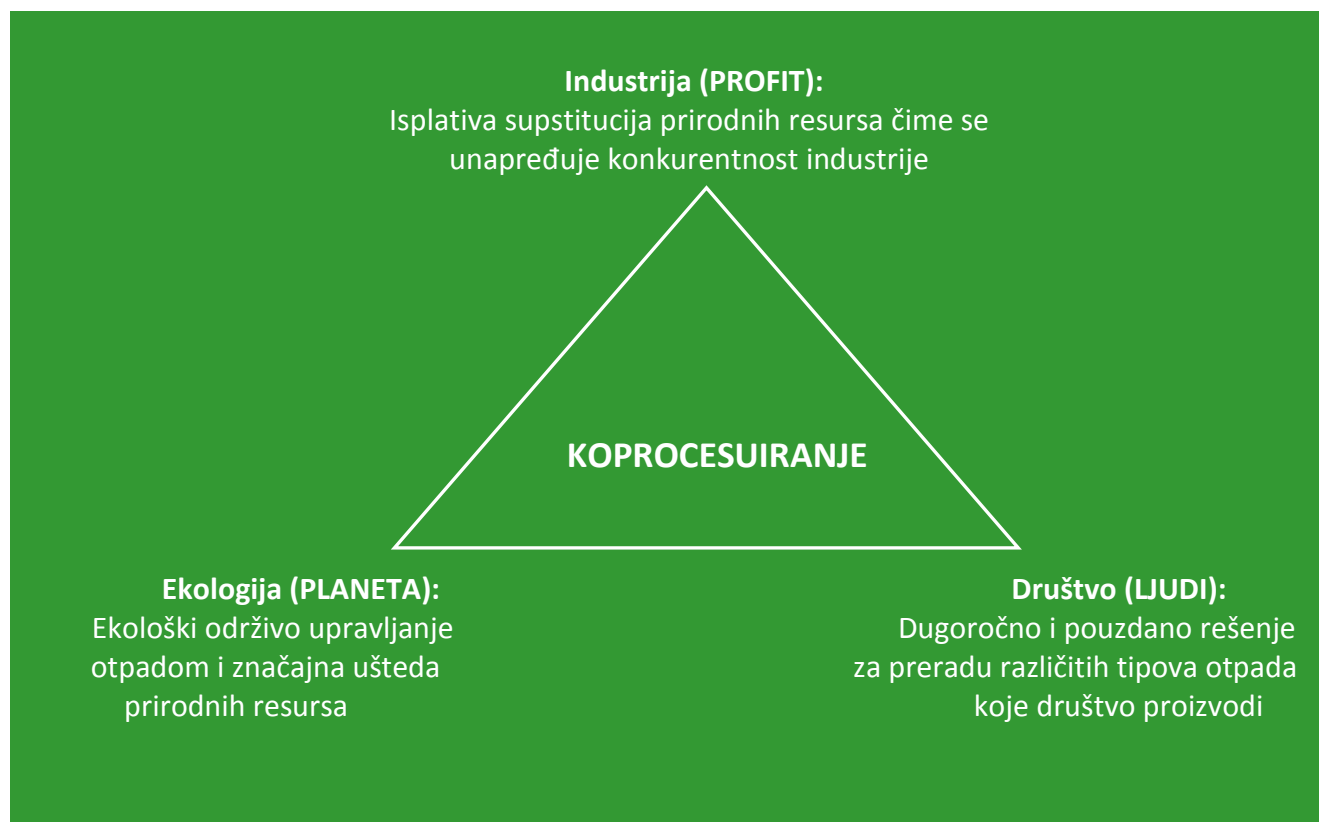 Industrija (PROFIT):
Isplativa supstitucija prirodnih resursa čime se
unapređuje konkurentnost industrije
KOPROCESUIRANJE
Ekologija (PLANETA):
Ekološki održivo upravljanje
otpadom i značajna ušteda
prirodnih resursa
Društvo (LJUDI):
Dugoročno i pouzdano rešenje
za preradu različitih tipova otpada
koje društvo proizvodi